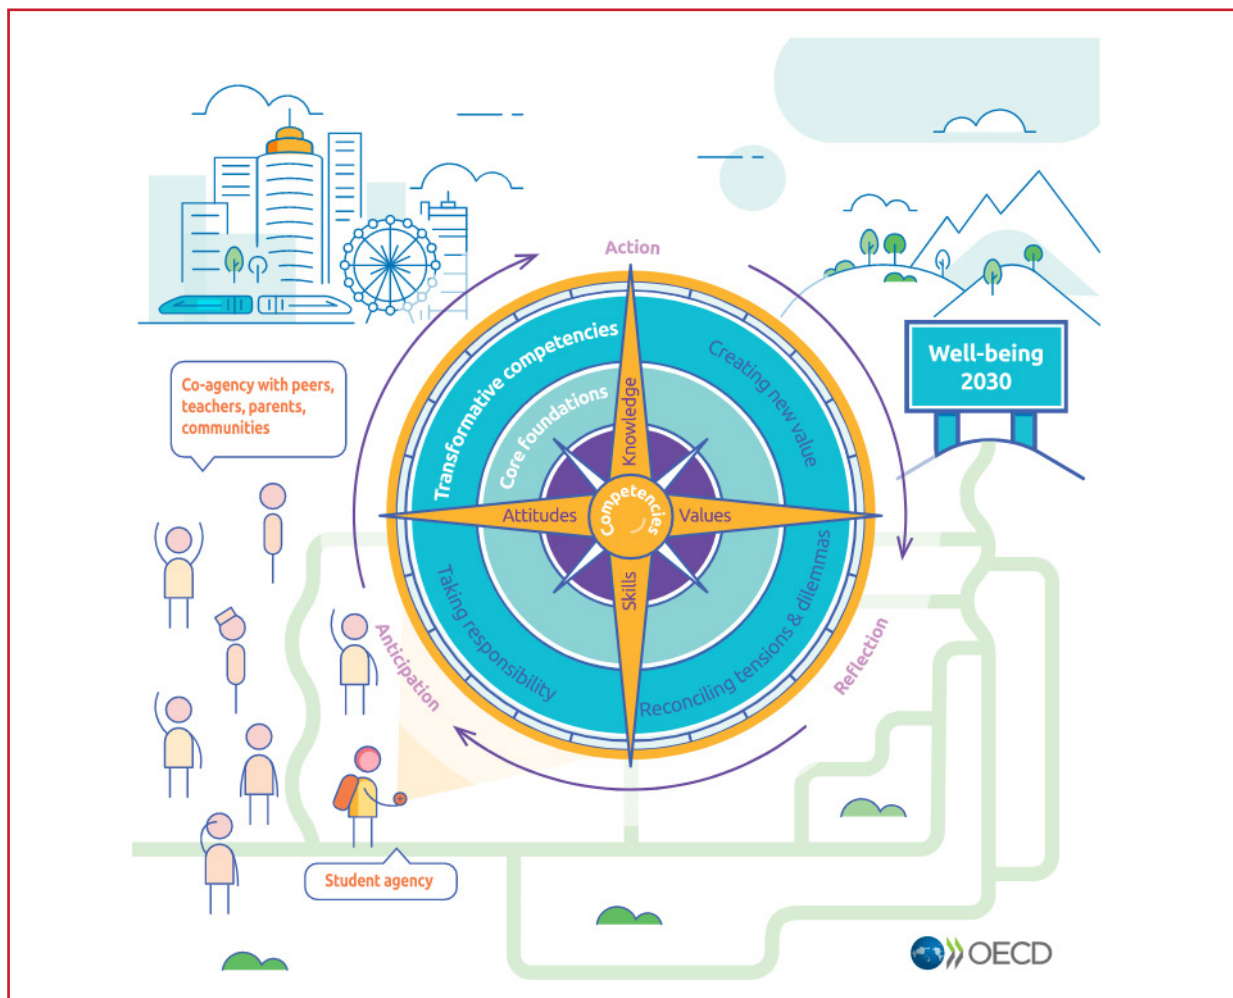 Action
Transformative competencies
Creating new value
Core foundations
Knowledge
Attitudes
Competencies
Values
Skills
Taking responsibility
Reconciling tensions & dilemmas
Anticipation
Reflection
Well-being
2030
Co-agency with peers,
teachers, parents,
communities
Student agency
OECD